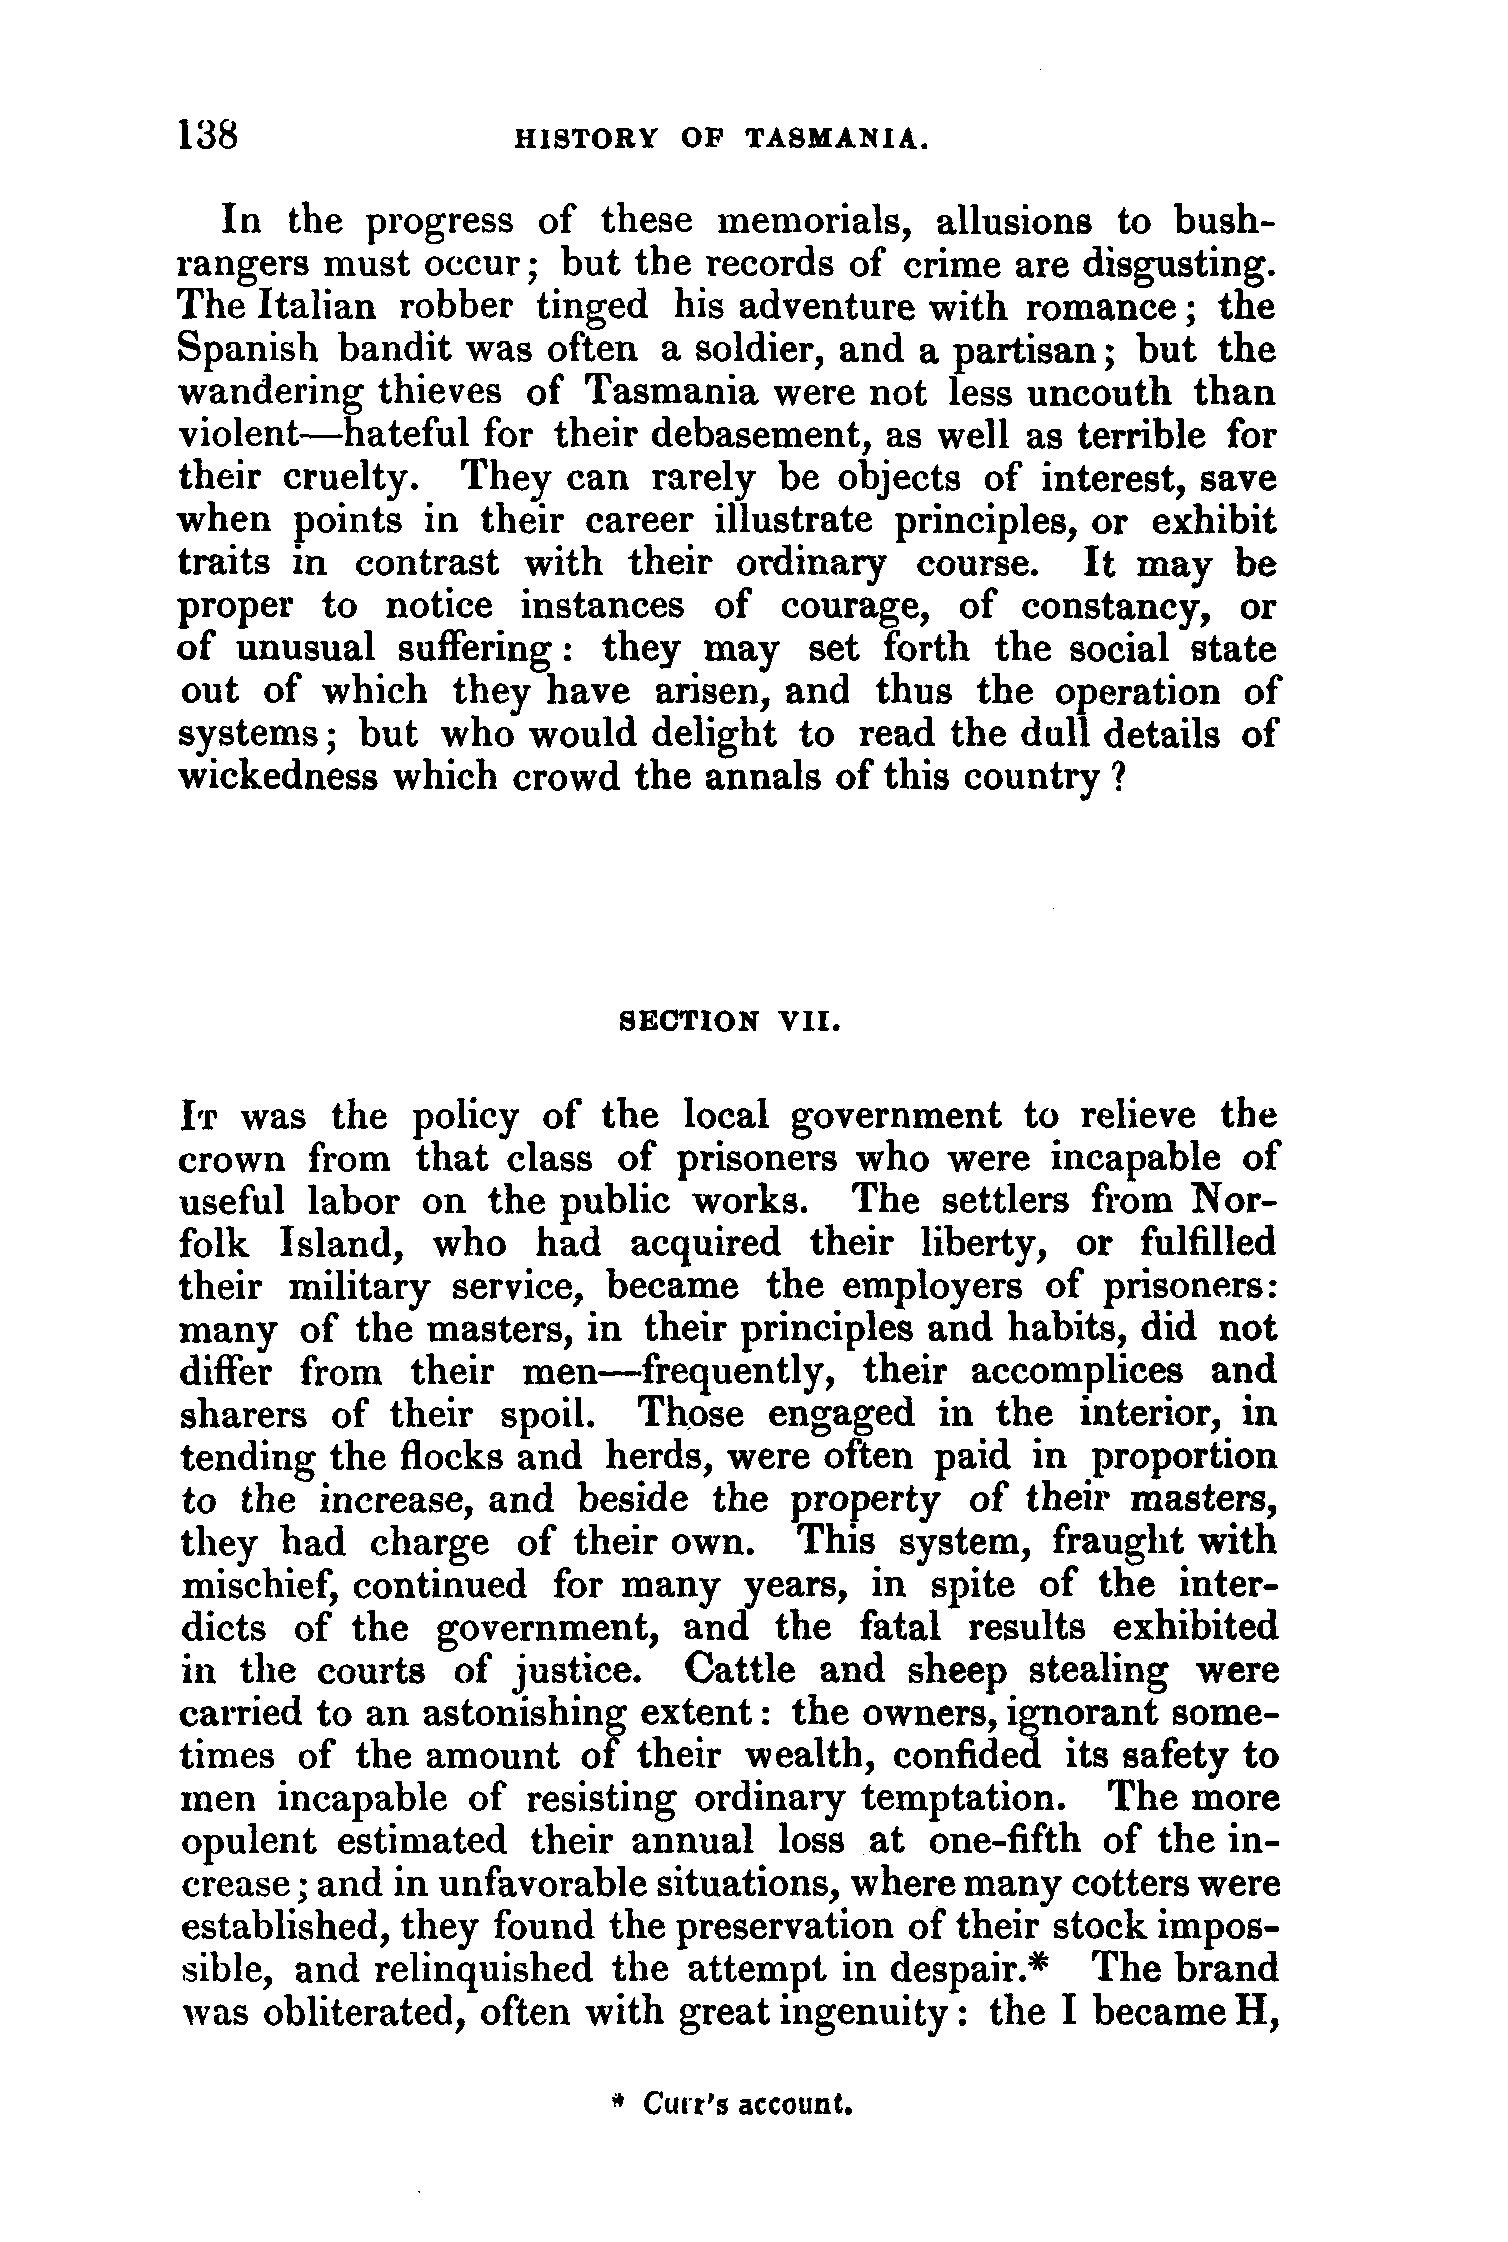 138 HISTORY OF TASMANIA.
In the progress of these memorials, allusions to bush-
rangers must occur; but the records of crime are disgusting.
The Italian robber tinged his adventure with romance; the
Spanish bandit was often a soldier, and a partisan; but the
wandering thieves of Tasmania were not less uncouth than
violent—hateful for their debasement, as well as terrible for
their cruelty. They can rarely be objects of interest, save
when points in their career illustrate principles, or exhibit
traits in contrast with their ordinary course. It may be
proper to notice instances of courage, of constancy, or
of unusual suffering: they may set forth the social state
out of which they have arisen, and thus the operation of
systems; but who would delight to read the dull details of
wickedness which crowd the annals of this country?
SECTION VII.
IT was the policy of the local government to relieve the
crown from that class of prisoners who were incapable of
useful labor on the public works. The settlers from Nor-
folk Island, who had acquired their liberty, or fulfilled
their military service, became the employers of prisoners:
many of the masters, in their principles and habits, did not
differ from their men—frequently, their accomplices and
sharers of their spoil. Those engaged in the interior, in
tending the flocks and herds, were often paid in proportion
to the increase, and beside the property of their masters,
they had charge of their own. This system, fraught with
mischief, continued for many years, in spite of the inter-
dicts of the government, and the fatal results exhibited
in the courts of justice. Cattle and sheep stealing were
carried to an astonishing extent: the owners, ignorant some-
times of the amount of their wealth, confided its safety to
men incapable of resisting ordinary temptation. The more
opulent estimated their annual loss at one-fifth of the in-
crease; and in unfavorable situations, where many cotters were
established, they found the preservation of their stock impos-
sible, and relinquished the attempt in despair.* The brand
was obliterated, often with great ingenuity: the I became H,
* Curr's account.